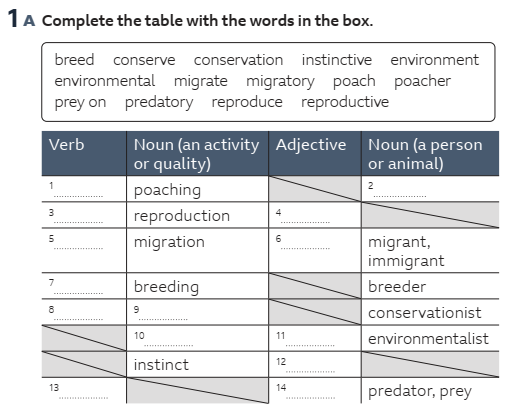 1 A Complete the table with the words in the box.
breed conserve conservation instinctive environment
environmental migrate migratory poach poacher
prey on predatory reproduce reproductive
Verb Noun (an activity or quality) Adjective Noun (a person or animal)
1 .................. poaching 2 ..................
3 .................. reproduction 4 ..................
5 .................. migration 6 .................. migrant, immigrant
7 .................. breeding breeder
8 .................. 9 .................. conservationist
10 .................. 11 .................. environmentalist
instinct 12 ..................
13 .................. 14 .................. predator, prey